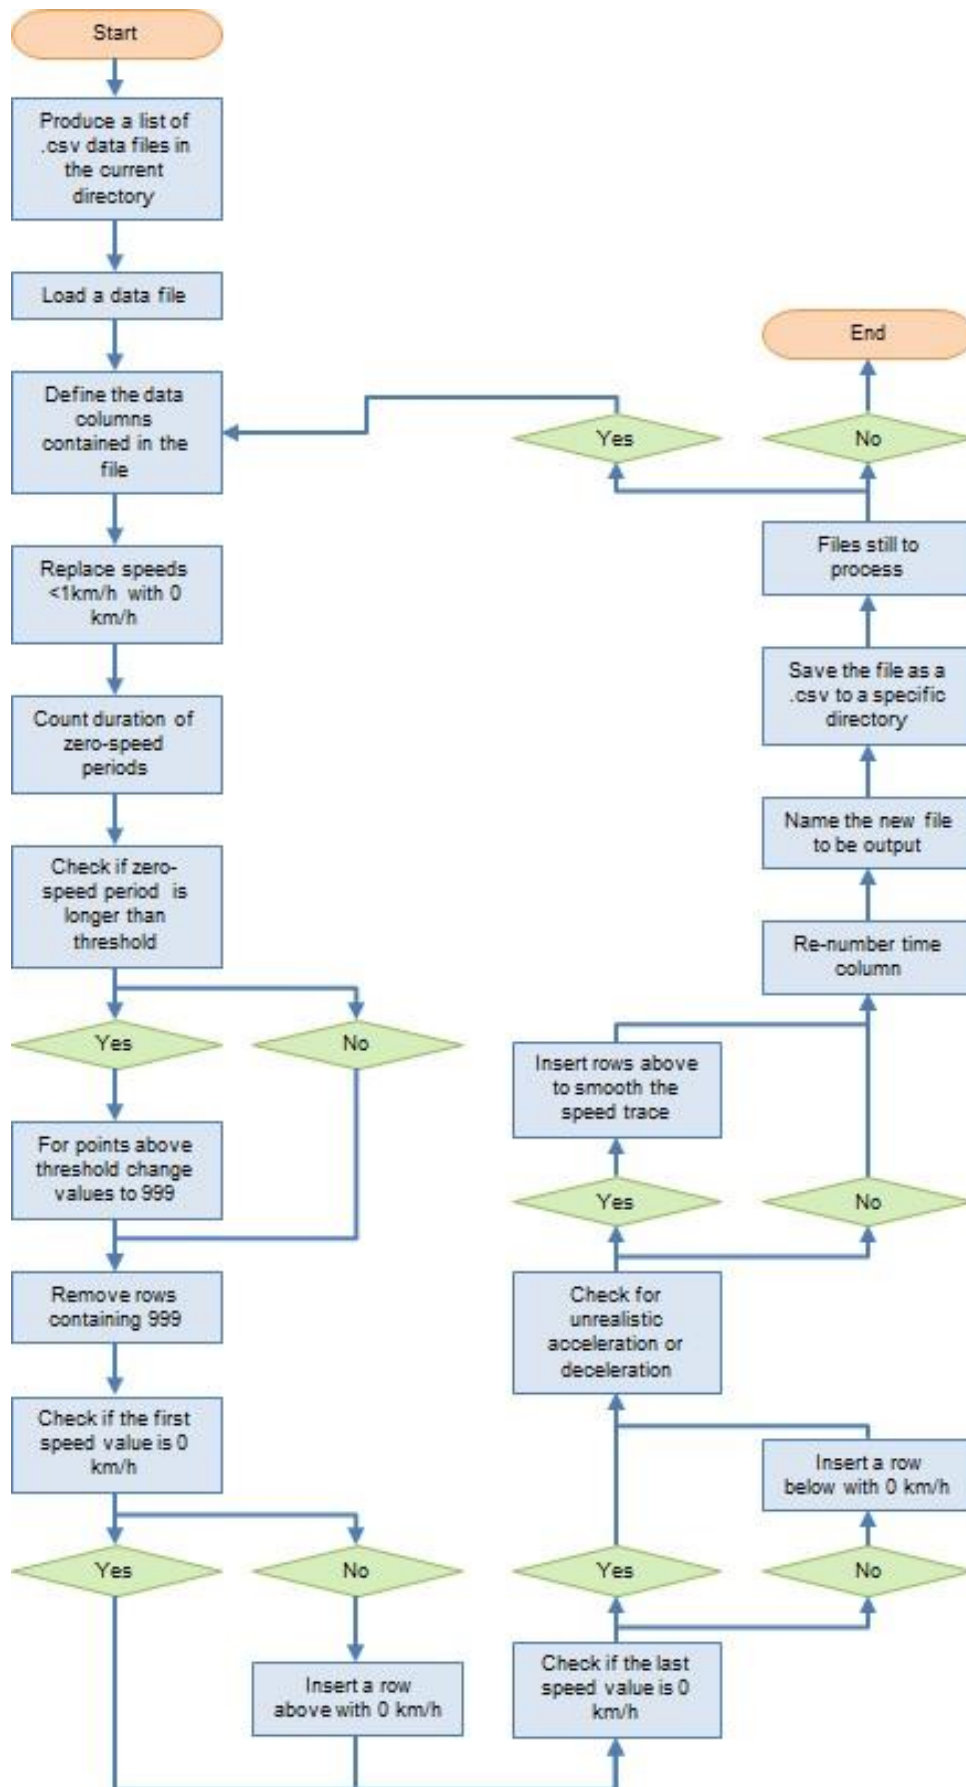 Start
Produce a list of
.csv data files in
the current
directory
Load a data file
Define the data
columns
contained in the
file
Replace speeds
<1km/h with 0
km/h
Count duration of
zero-speed
periods
Check if zero-
speed period is
longer than
threshold
Yes
No
For points above
threshold change
values to 999
Remove rows
containing 999
Check if the first
speed value is 0
km/h
Yes
No
Insert a row
above with 0 km/h
Check if the last
speed value is 0
km/h
Yes
No
Insert a row
below with 0 km/h
Check for
unrealistic
acceleration or
deceleration
Yes
No
Insert rows above
to smooth the
speed trace
Re-number time
column
Name the new file
to be output
Save the file as a
.csv to a specific
directory
Files still to
process
Yes
No
End